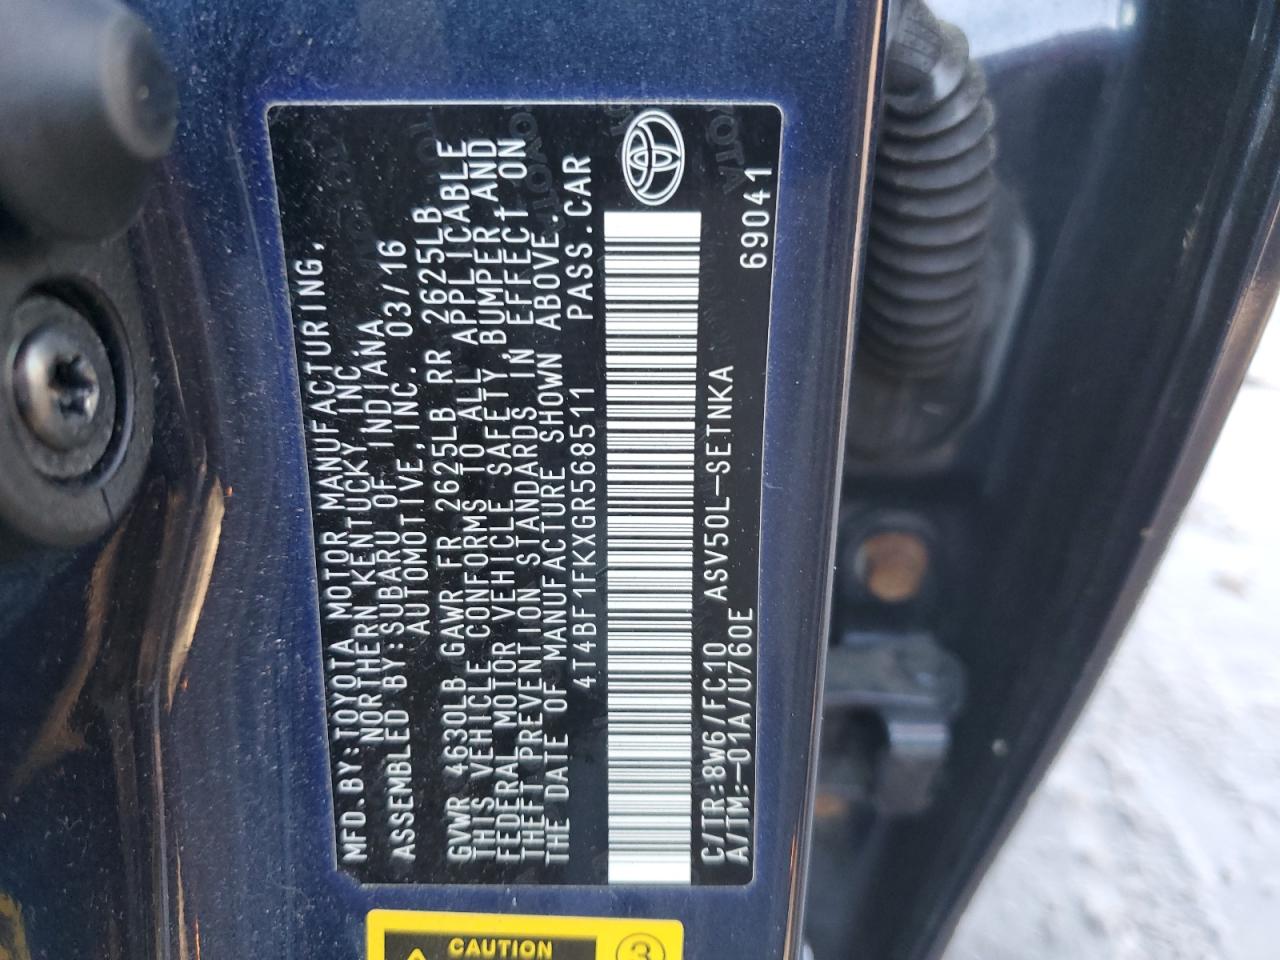 MFD.BY:TOYOTA MOTOR MANUFACTURING,
NORTHERN KENTUCKY,INC.
ASSEMBLED BY:SUBARU OF INDIANA
AUTOMOTIVE,INC. 03/16
GVWR 4630LB GAWR FR 2625LB RR 2625LB
THIS VEHICLE CONFORMS TO ALL APPLICABLE
FEDERAL MOTOR VEHICLE SAFETY,BUMPER,AND
THEFT PREVENTION STANDARDS IN EFFECT ON
THE DATE OF MANUFACTURE SHOWN ABOVE.
4T4BF1FKXGR568511 PASS.CAR
C/TR:8W6/FC10 ASV50L-SETNKA
A/TM:-01A/U760E 69041
CAUTION
3